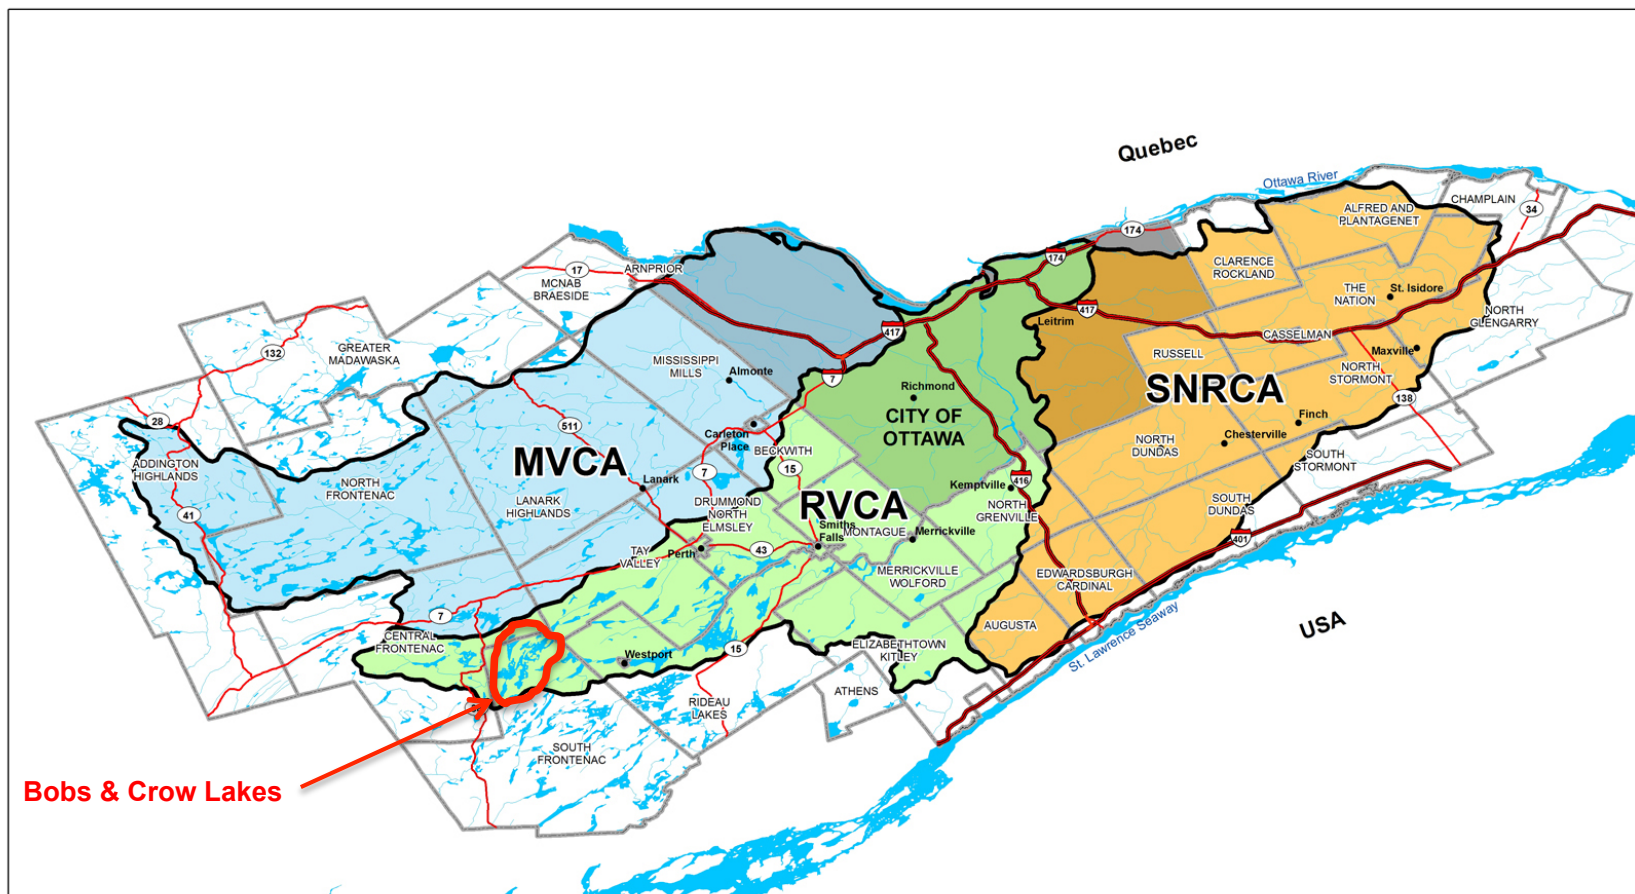 Quebec
Ottawa River
CHAMPLAIN
34
ALFRED AND
PLANTAGENET
174
174
17
ARNPRIOR
MCNAB
BRAESIDE
CLARENCE
ROCKLAND
THE
NATION
St. Isidore
NORTH
GLENGARRY
417
417
Leitrim
CASSELMAN
132
GREATER
MADAWASKA
MISSISSIPPI
MILLS
Almonte
7
RUSSELL
Maxville
NORTH
STORMONT
SNRCA
138
Richmond
CITY OF
OTTAWA
28
511
Carleton
Place
BECKWITH
Finch
Chesterville
NORTH
DUNDAS
SOUTH
STORMONT
MVCA
ADDINGTON
HIGHLANDS
NORTH
FRONTENAC
Lanark
7
15
Kemptville
416
LANARK
HIGHLANDS
DRUMMOND
NORTH
ELMSLEY
RVCA
NORTH
GRENVILLE
SOUTH
DUNDAS
41
Smiths
Falls
MONTAGUE
Merrickville
401
TAY
VALLEY
Perth
43
MERRICKVILLE
WOLFORD
EDWARDSBURGH
CARDINAL
7
AUGUSTA
St. Lawrence Seaway
USA
CENTRAL
FRONTENAC
Westport
15
ELIZABETHTOWN
KITLEY
ATHENS
RIDEAU
LAKES
SOUTH
FRONTENAC
Bobs & Crow Lakes